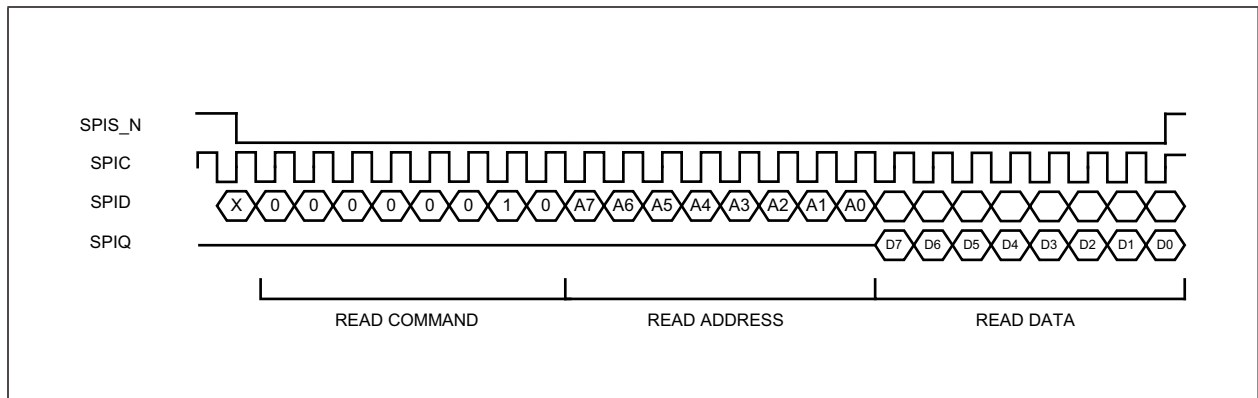 SPIS_N
SPIC
SPID X 0 0 0 0 0 0 1 0 A7 A6 A5 A4 A3 A2 A1 A0
SPIQ D7 D6 D5 D4 D3 D2 D1 D0
READ COMMAND READ ADDRESS READ DATA